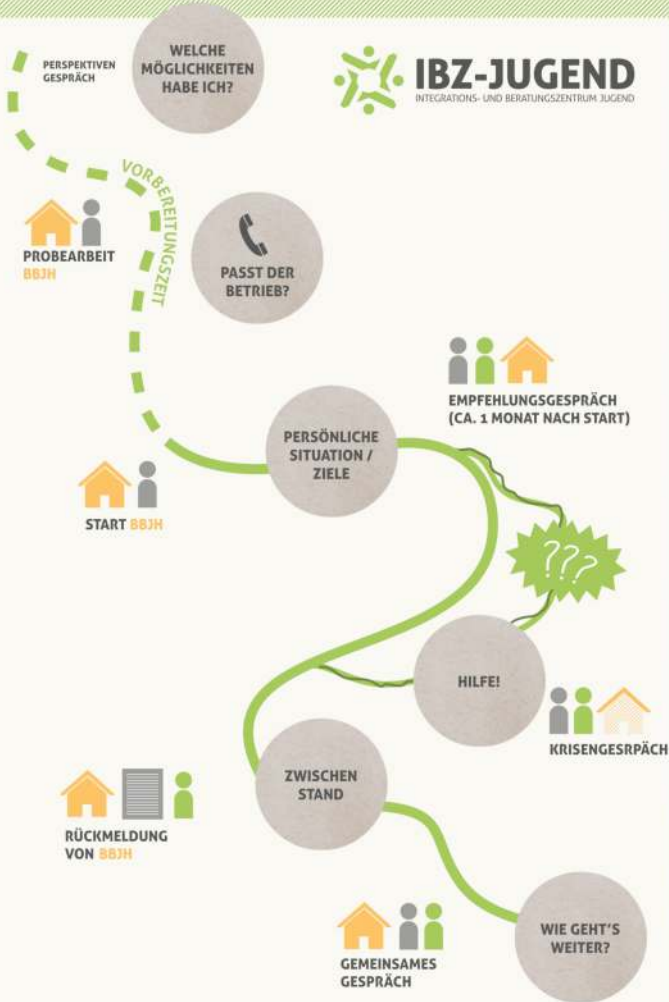 WELCHE
MÖGLICHKEITEN
HABE ICH?
PERSPEKTIVEN
GESPRÄCH
IBZ-JUGEND
INTEGRATIONS- UND BERATUNGSZENTRUM JUGEND
VORBEREITUNGSZEIT
PROBEARBEIT
BBJH
PASST DER
BETRIEB?
EMPFEHLUNGSGESPRÄCH
(CA. 1 MONAT NACH START)
PERSÖNLICHE
SITUATION /
ZIELE
START BBJH
???
HILFE!
KRISENGESRPÄCH
ZWISCHEN
STAND
RÜCKMELDUNG
VON BBJH
WIE GEHT'S
WEITER?
GEMEINSAMES
GESPRÄCH